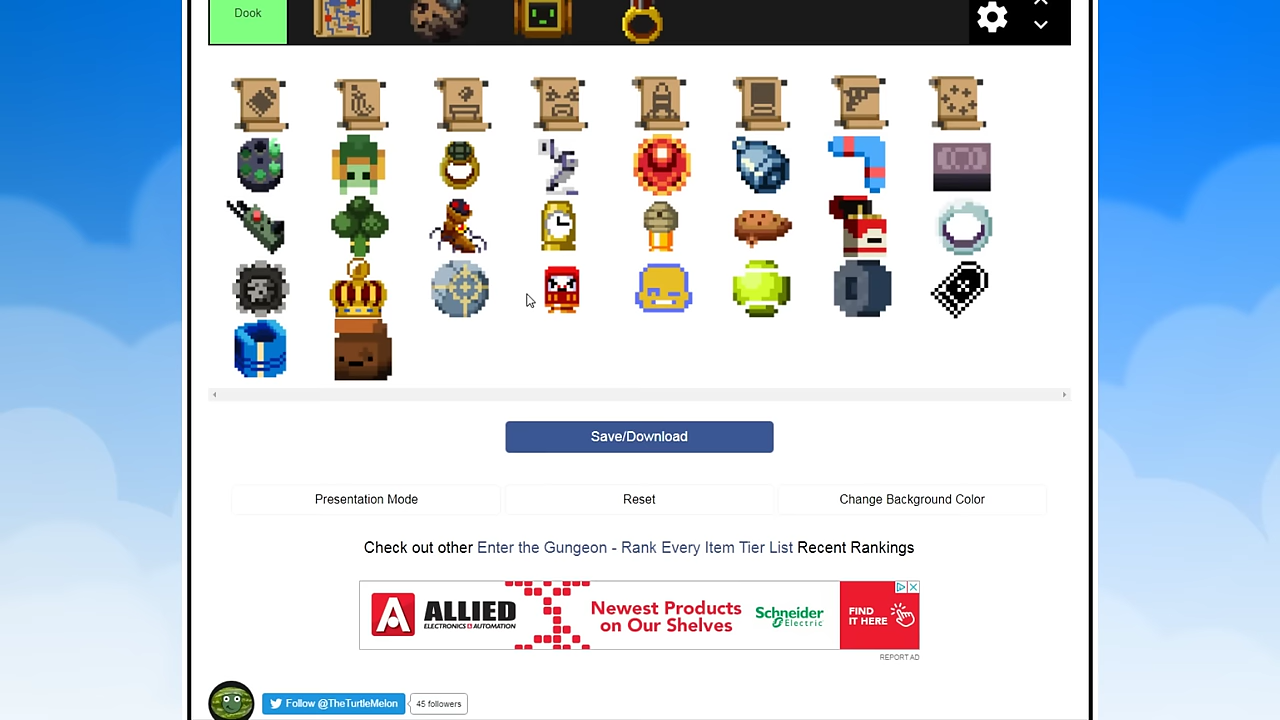 Dook
Save/Download
Presentation Mode
Reset
Change Background Color
Check out other Enter the Gungeon - Rank Every Item Tier List Recent Rankings
ALLIED
ELECTRONICS & AUTOMATION
Newest Products
on Our Shelves
Schneider
Electric
FIND
IT HERE
REPORT AD
Follow @TheTurtleMelon
45 followers